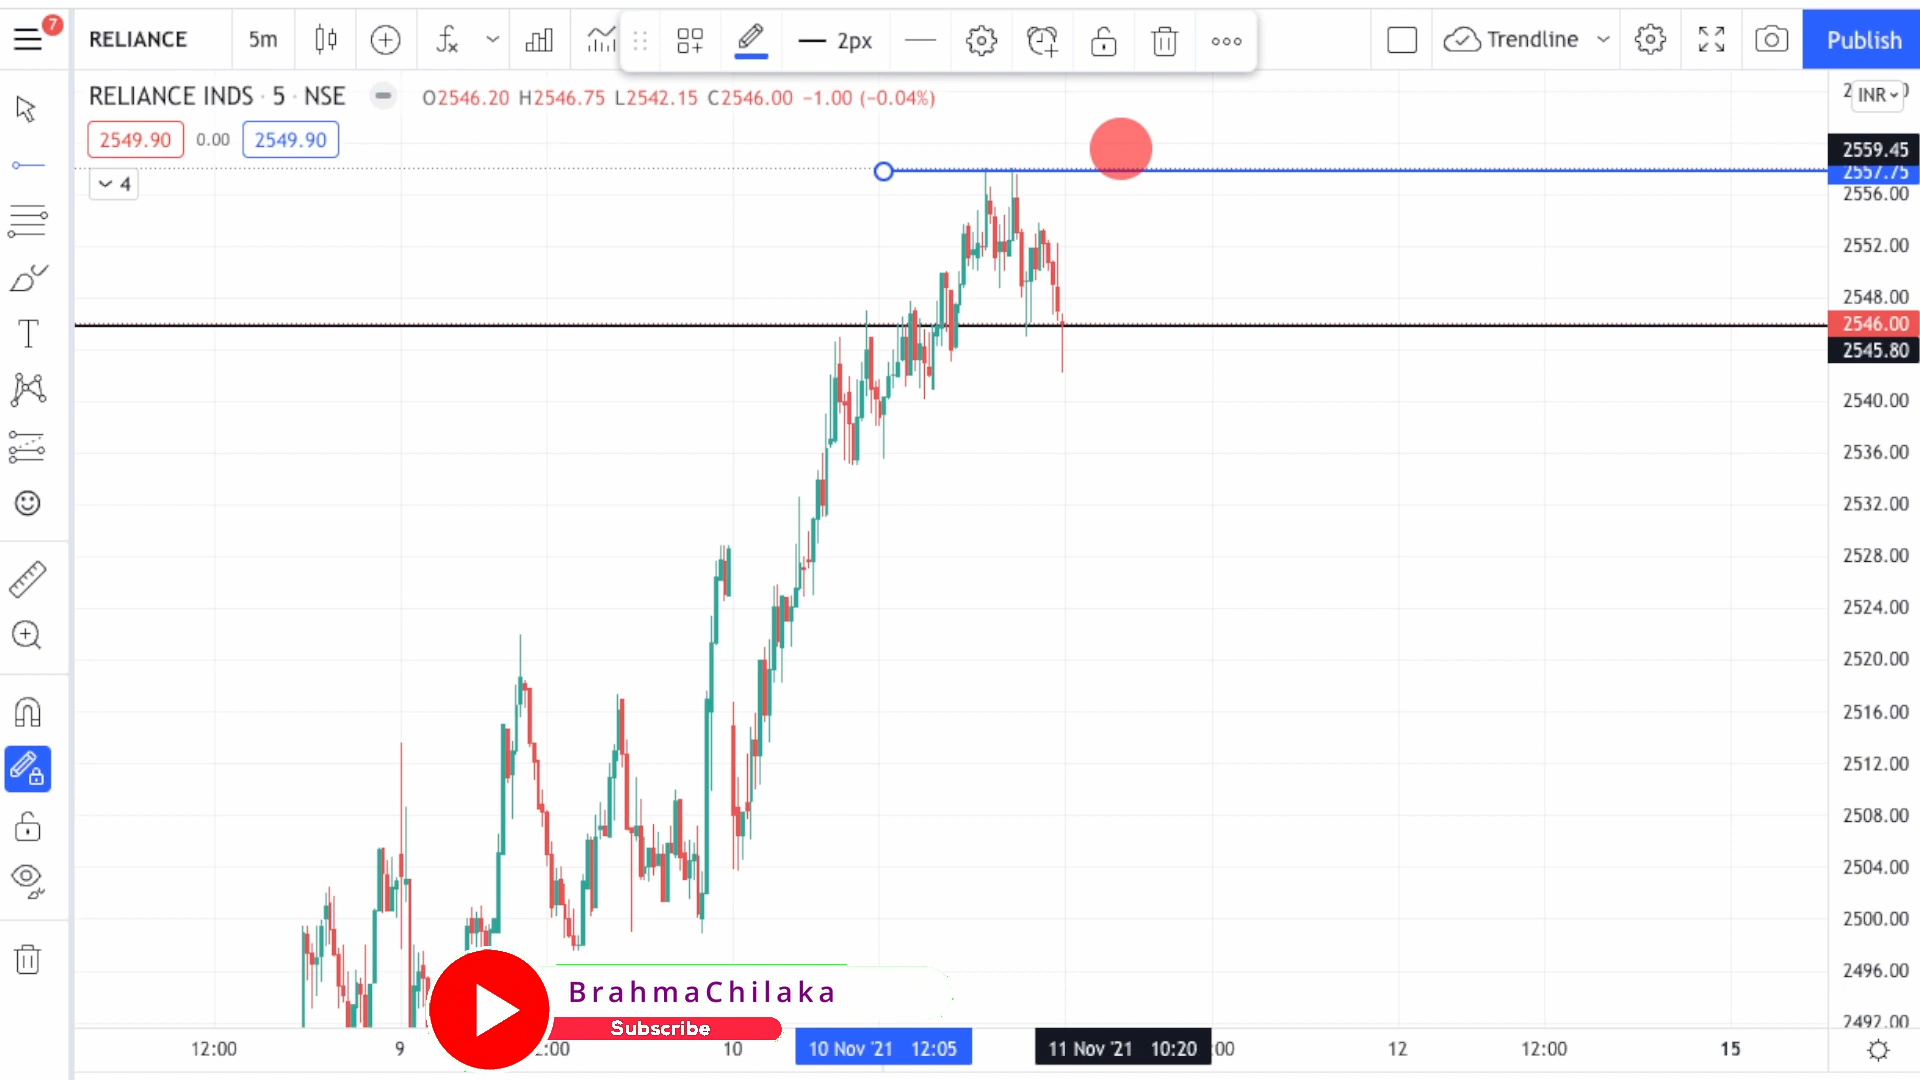 7
RELIANCE
5m
2px
Trendline
Publish
RELIANCE INDS · 5 · NSE
O2546.20 H2546.75 L2542.15 C2546.00 −1.00 (−0.04%)
INR
2549.90 0.00 2549.90
4
2559.45
2557.75
2556.00
2552.00
2548.00
2546.00
2545.80
2540.00
2536.00
2532.00
2528.00
2524.00
2520.00
2516.00
2512.00
2508.00
2504.00
2500.00
2496.00
2492.00
BrahmaChilaka
Subscribe
12:00 9 10 10 Nov '21 12:05 11 Nov '21 10:20 12 12:00 15